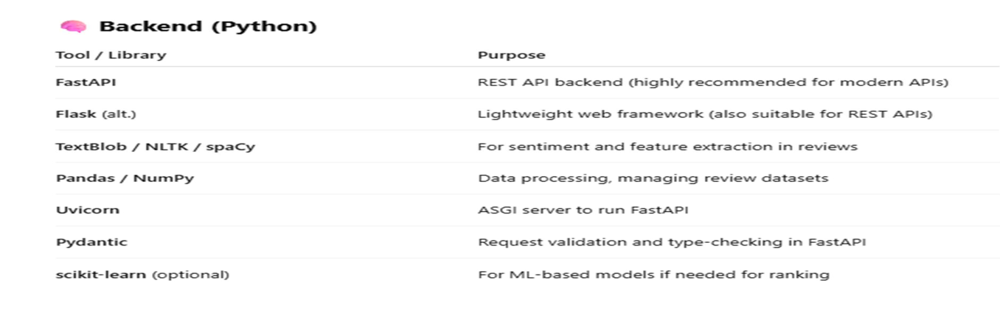 Backend (Python)
Tool / Library Purpose
FastAPI REST API backend (highly recommended for modern APIs)
Flask (alt.) Lightweight web framework (also suitable for REST APIs)
TextBlob / NLTK / spaCy For sentiment and feature extraction in reviews
Pandas / NumPy Data processing, managing review datasets
Uvicorn ASGI server to run FastAPI
Pydantic Request validation and type-checking in FastAPI
scikit-learn (optional) For ML-based models if needed for ranking